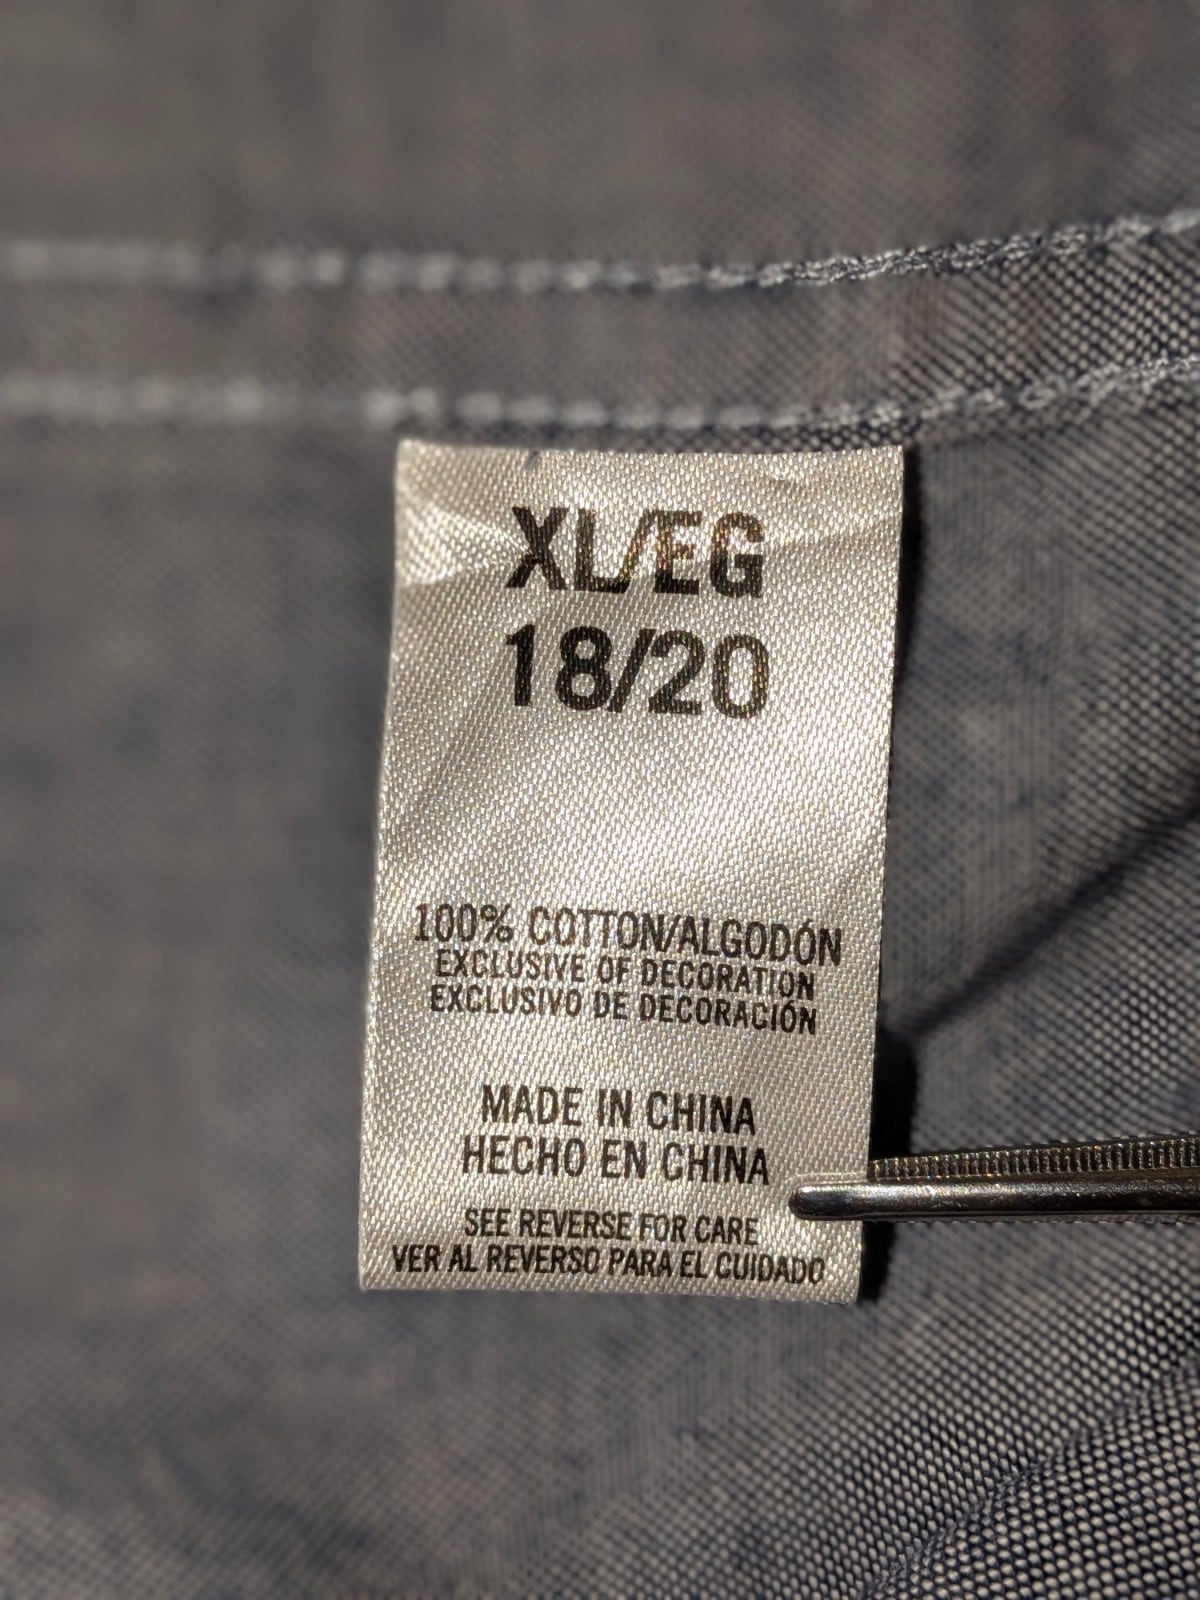 XL/EG
18/20
100% COTTON/ALGODÓN
EXCLUSIVE OF DECORATION
EXCLUSIVO DE DECORACIÓN
MADE IN CHINA
HECHO EN CHINA
SEE REVERSE FOR CARE
VER AL REVERSO PARA EL CUIDADO